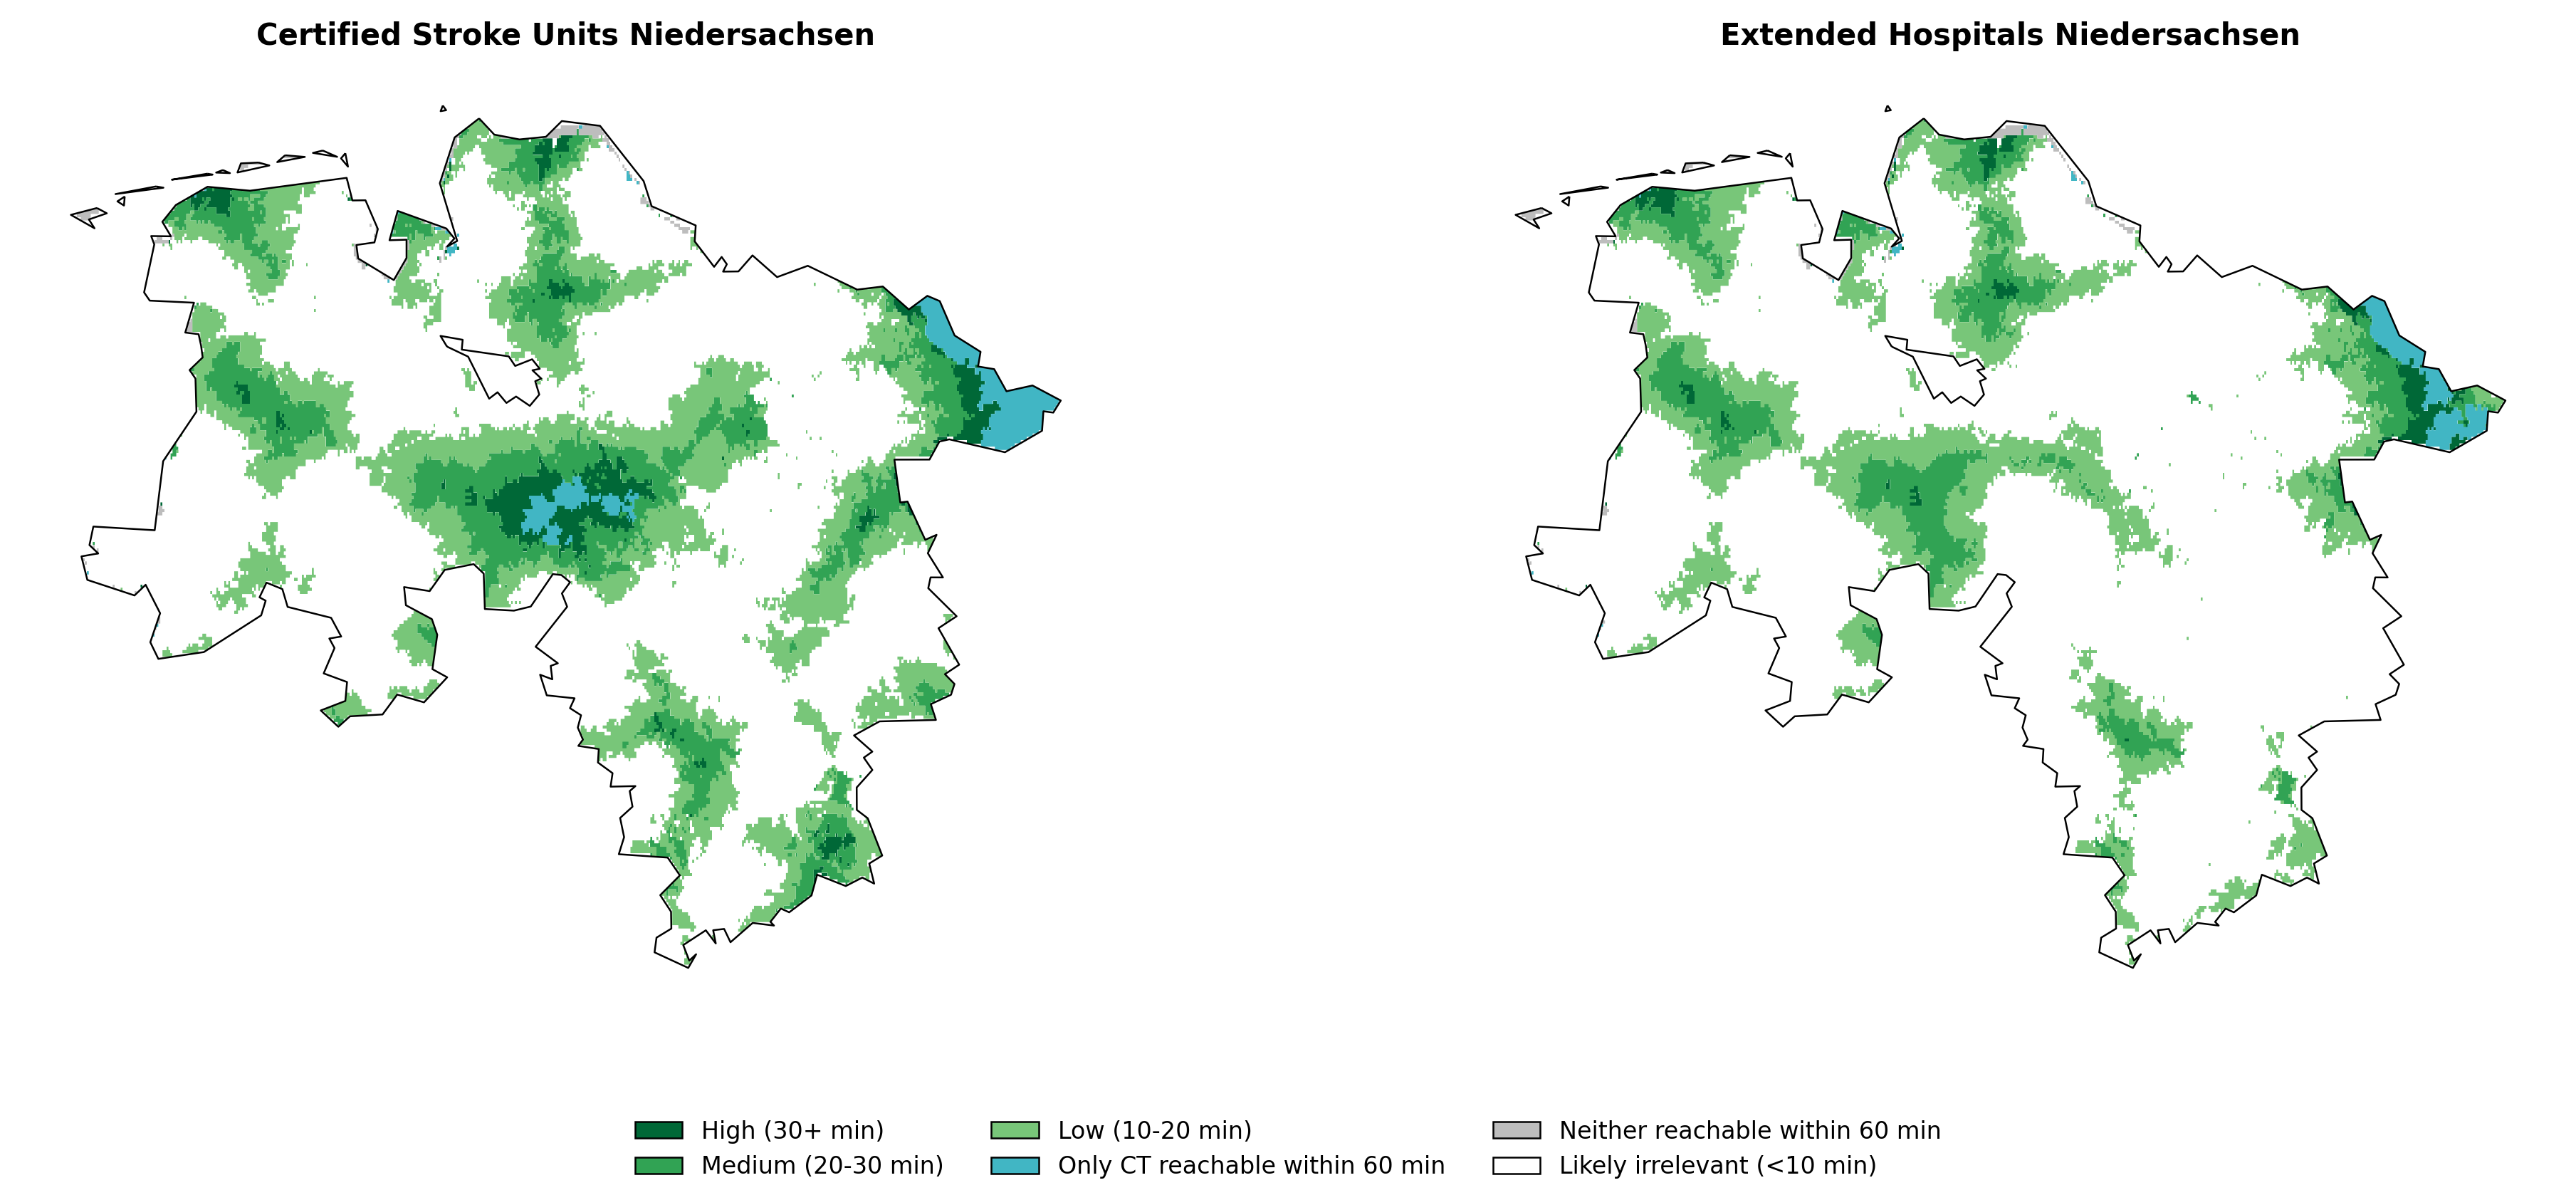 Certified Stroke Units Niedersachsen
Extended Hospitals Niedersachsen
High (30+ min)
Medium (20-30 min)
Low (10-20 min)
Only CT reachable within 60 min
Neither reachable within 60 min
Likely irrelevant (<10 min)